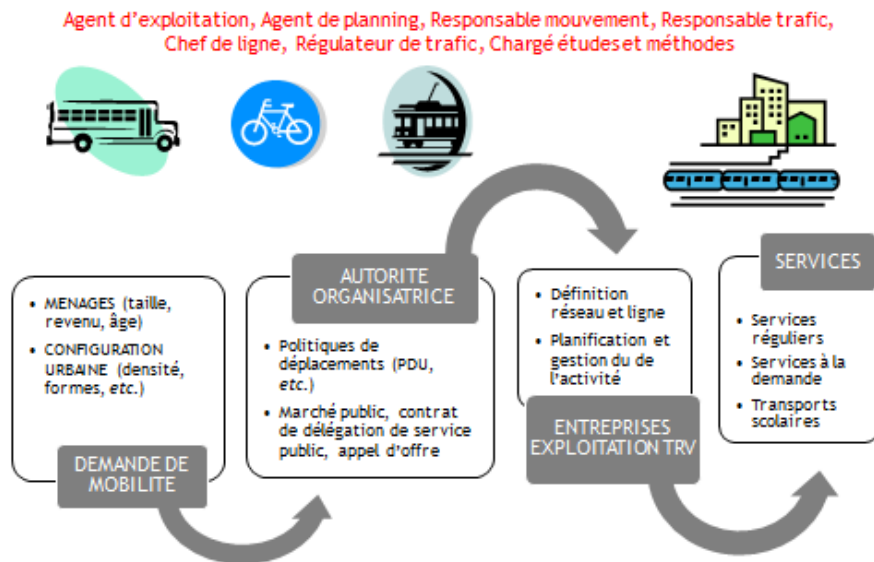 Agent d'exploitation, Agent de planning, Responsable mouvement, Responsable trafic,
Chef de ligne, Régulateur de trafic, Chargé études et méthodes
• MENAGES (taille,
revenu, âge)
• CONFIGURATION
URBAINE (densité,
formes, etc.)
DEMANDE DE
MOBILITE
AUTORITE
ORGANISATRICE
• Politiques de
déplacements (PDU,
etc.)
• Marché public, contrat
de délégation de service
public, appel d'offre
• Définition
réseau et ligne
• Planification et
gestion du de
l'activité
ENTREPRISES
EXPLOITATION TRV
SERVICES
• Services
réguliers
• Services à la
demande
• Transports
scolaires